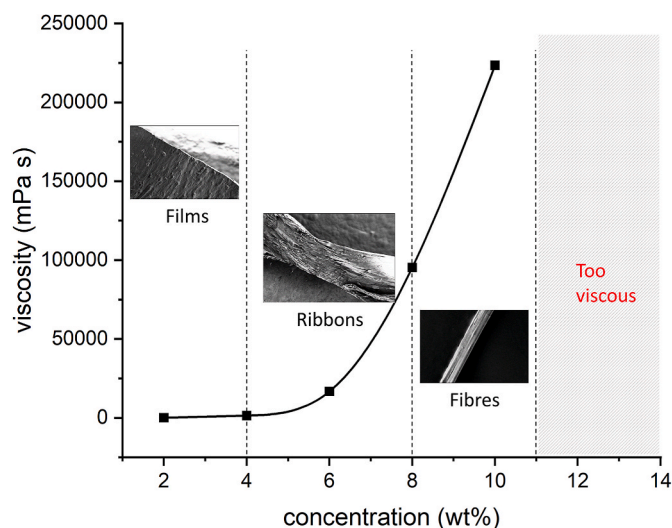 250000
200000
150000
100000
50000
0
viscosity (mPa s)
Films
Ribbons
Fibres
Too
viscous
2 4 6 8 10 12 14
concentration (wt%)